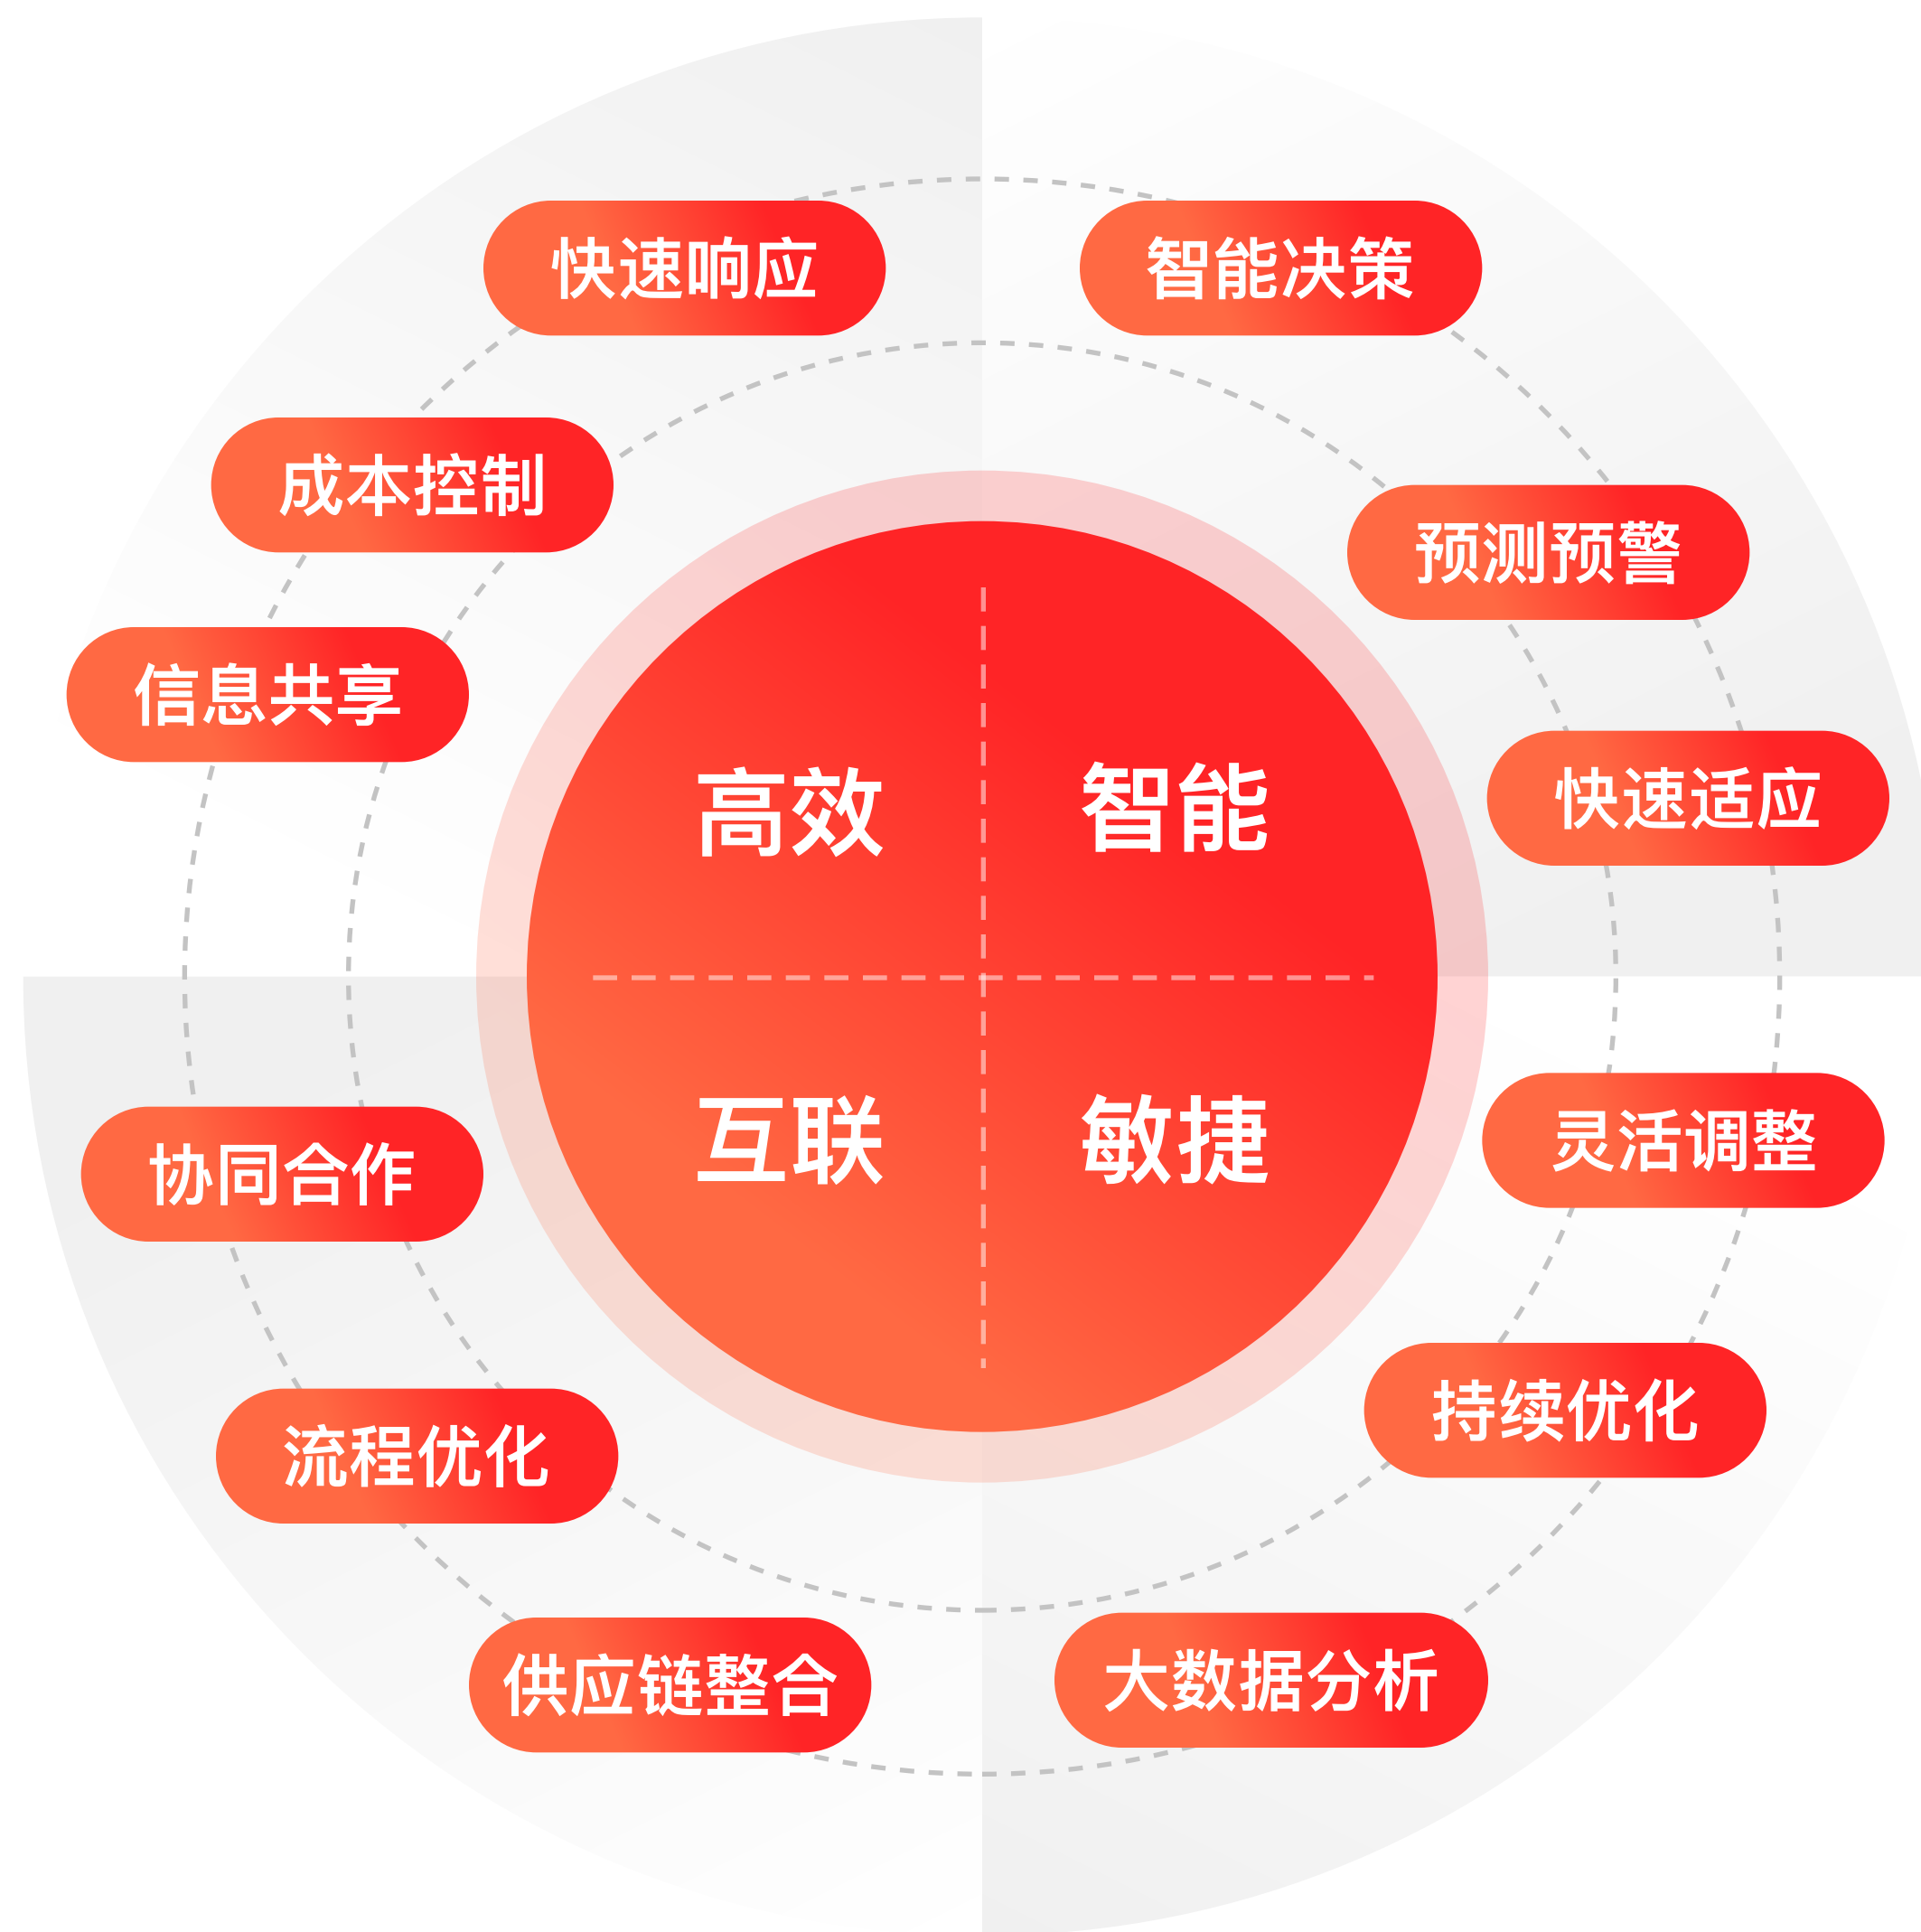 快速响应
智能决策
成本控制
预测预警
信息共享
快速适应
高效
智能
互联
敏捷
协同合作
灵活调整
流程优化
持续优化
供应链整合
大数据分析